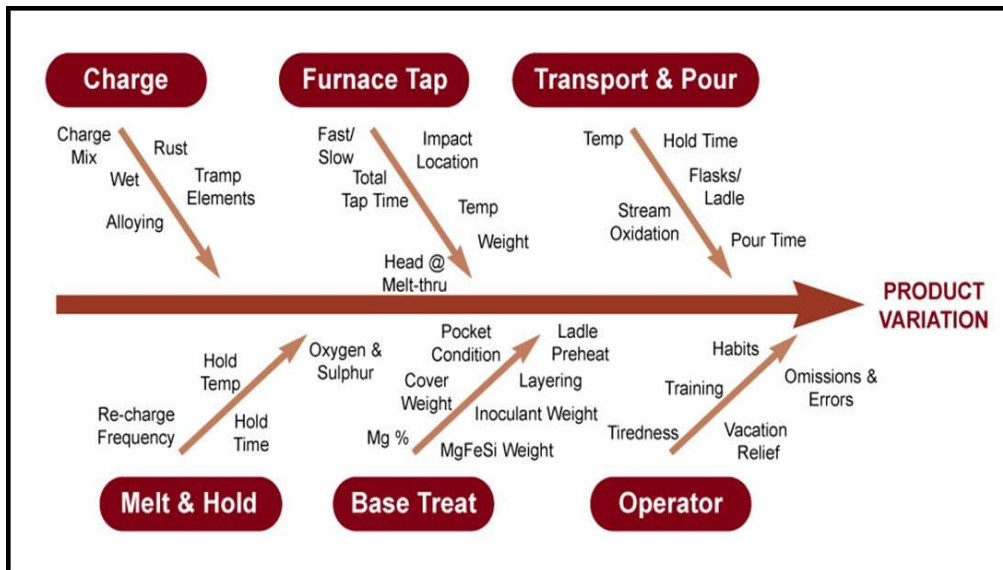 Charge
Furnace Tap
Transport & Pour
Charge
Mix
Rust
Wet
Tramp
Elements
Alloying
Fast/
Slow
Impact
Location
Total
Tap Time
Temp
Weight
Head @
Melt-thru
Temp
Hold Time
Flasks/
Ladle
Stream
Oxidation
Pour Time
PRODUCT
VARIATION
Oxygen &
Sulphur
Hold
Temp
Re-charge
Frequency
Hold
Time
Pocket
Condition
Ladle
Preheat
Cover
Weight
Layering
Inoculant Weight
Mg %
MgFeSi Weight
Habits
Training
Omissions &
Errors
Tiredness
Vacation
Relief
Melt & Hold
Base Treat
Operator